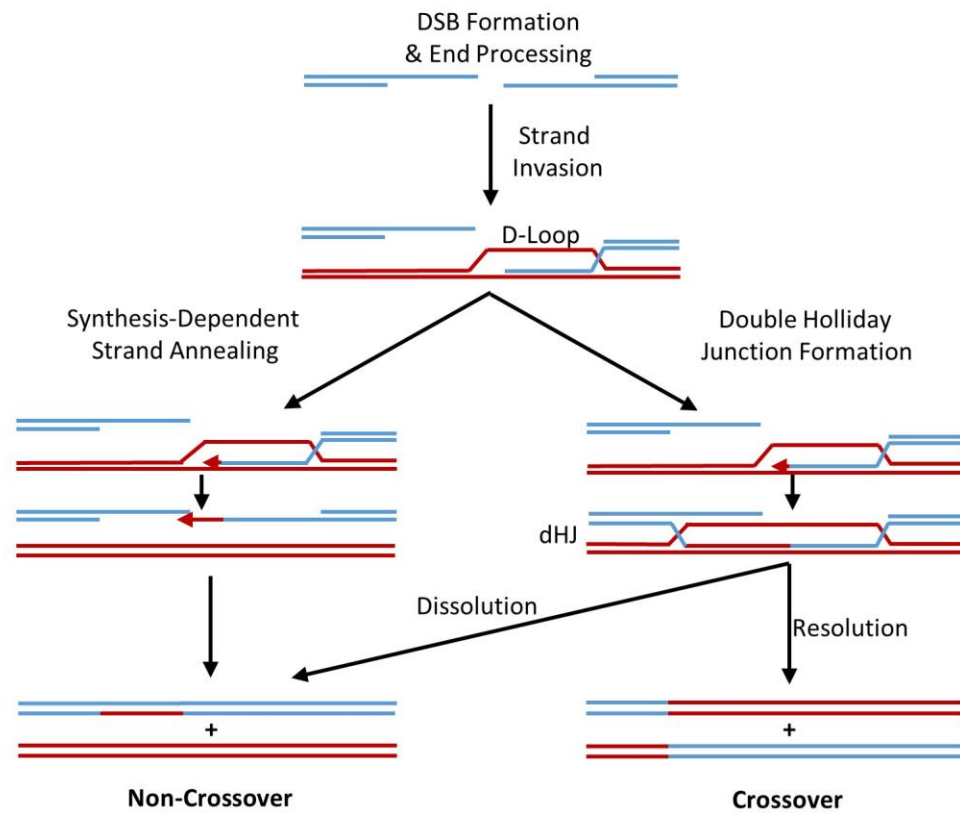 DSB Formation
& End Processing
Strand
Invasion
D-Loop
Synthesis-Dependent
Strand Annealing
Double Holliday
Junction Formation
dHJ
Dissolution
Resolution
+
+
Non-Crossover
Crossover